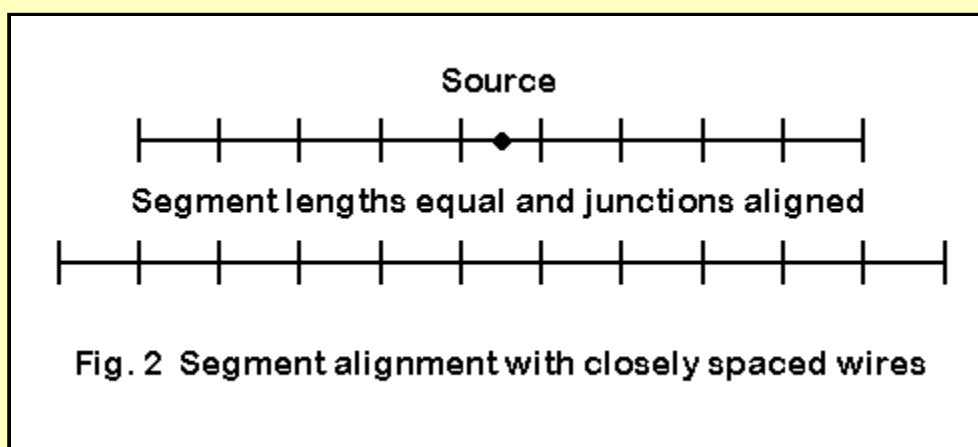 Source
Segment lengths equal and junctions aligned
Fig. 2 Segment alignment with closely spaced wires